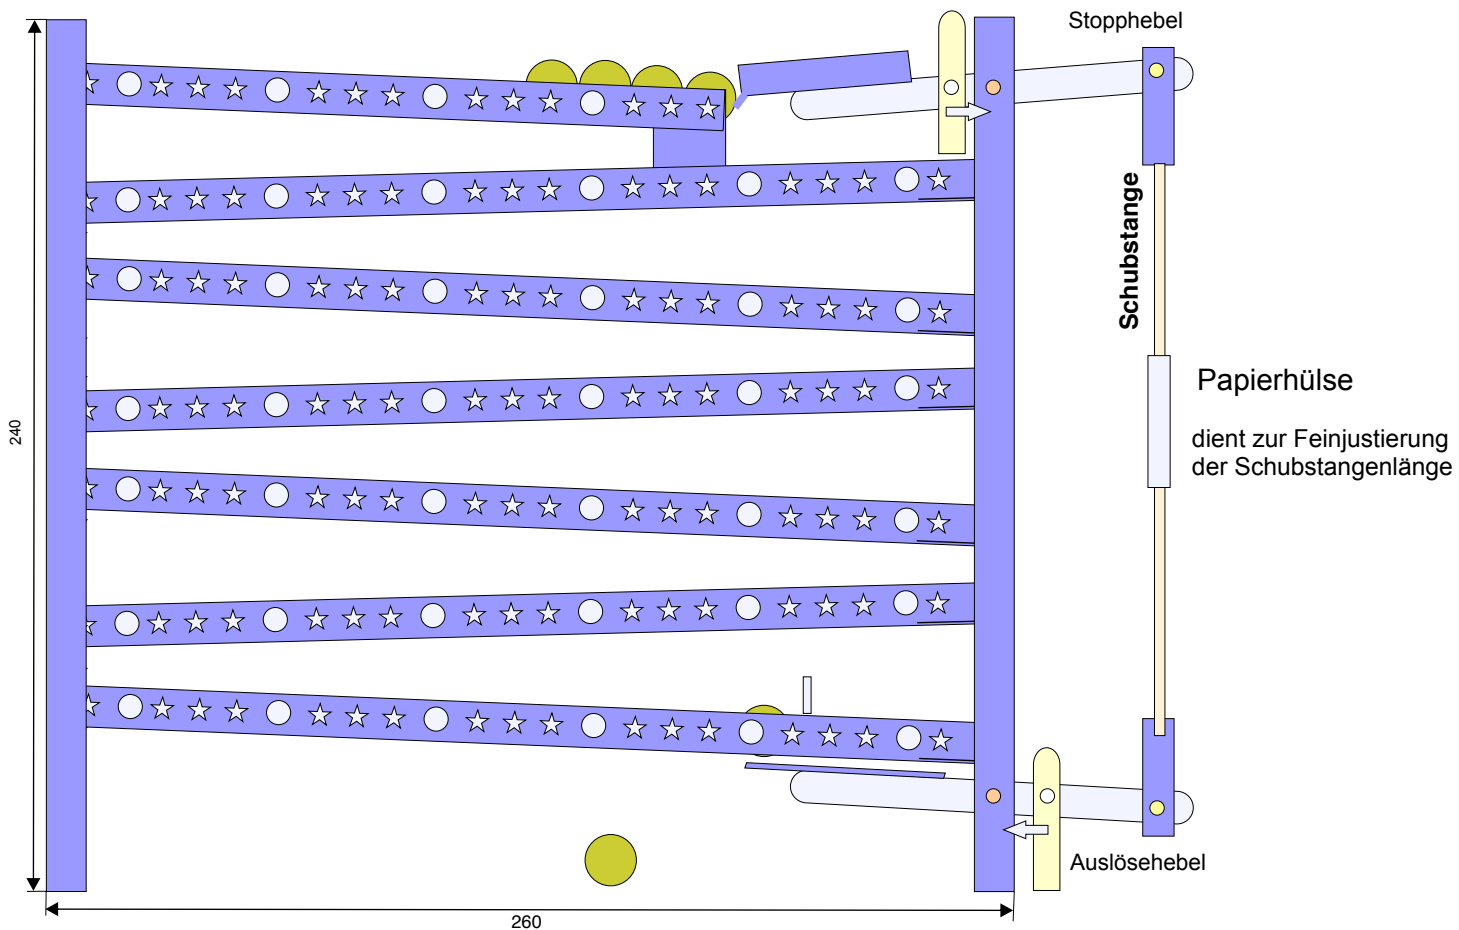 Stopphebel
Schubstange
Papierhülse
dient zur Feinjustierung
der Schubstangenlänge
240
Auslösehebel
260